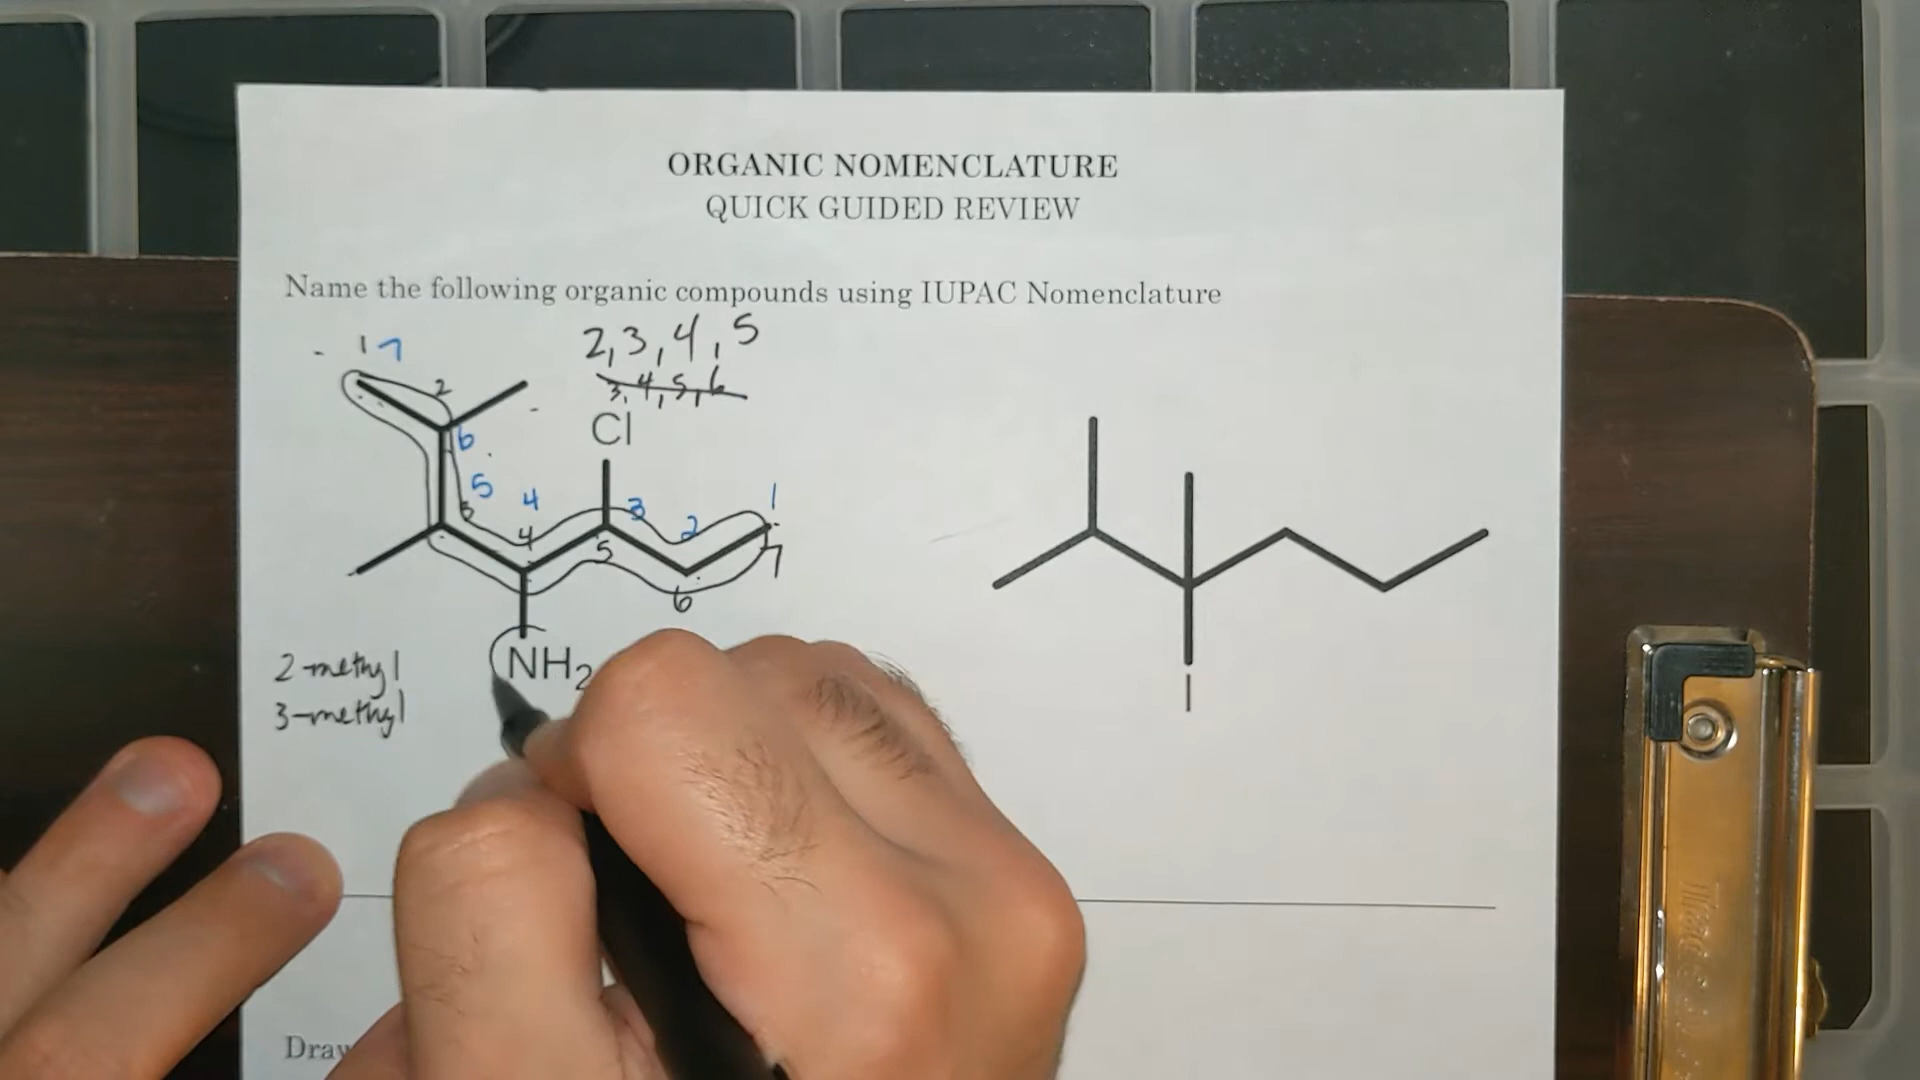 ORGANIC NOMENCLATURE
QUICK GUIDED REVIEW
Name the following organic compounds using IUPAC Nomenclature
2,3,4,5
3,4,5,6
1 7
2
6
Cl
5
4
3
2
1
3
4
5
6
7
NH2
2-methyl
3-methyl
I